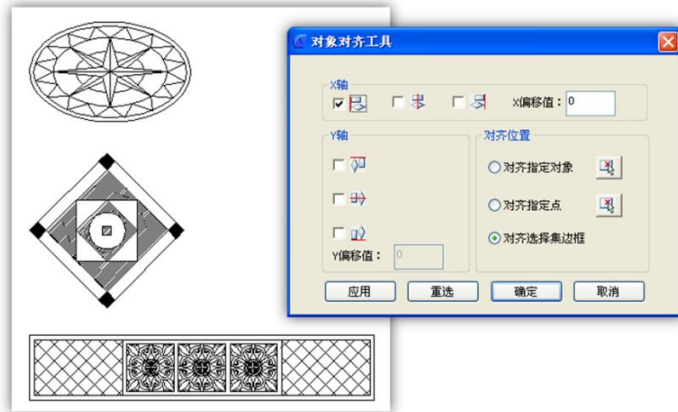 对象对齐工具
X轴
X偏移值：0
Y轴
Y偏移值：0
对齐位置
对齐指定对象
对齐指定点
对齐选择集边框
应用 重选 确定 取消